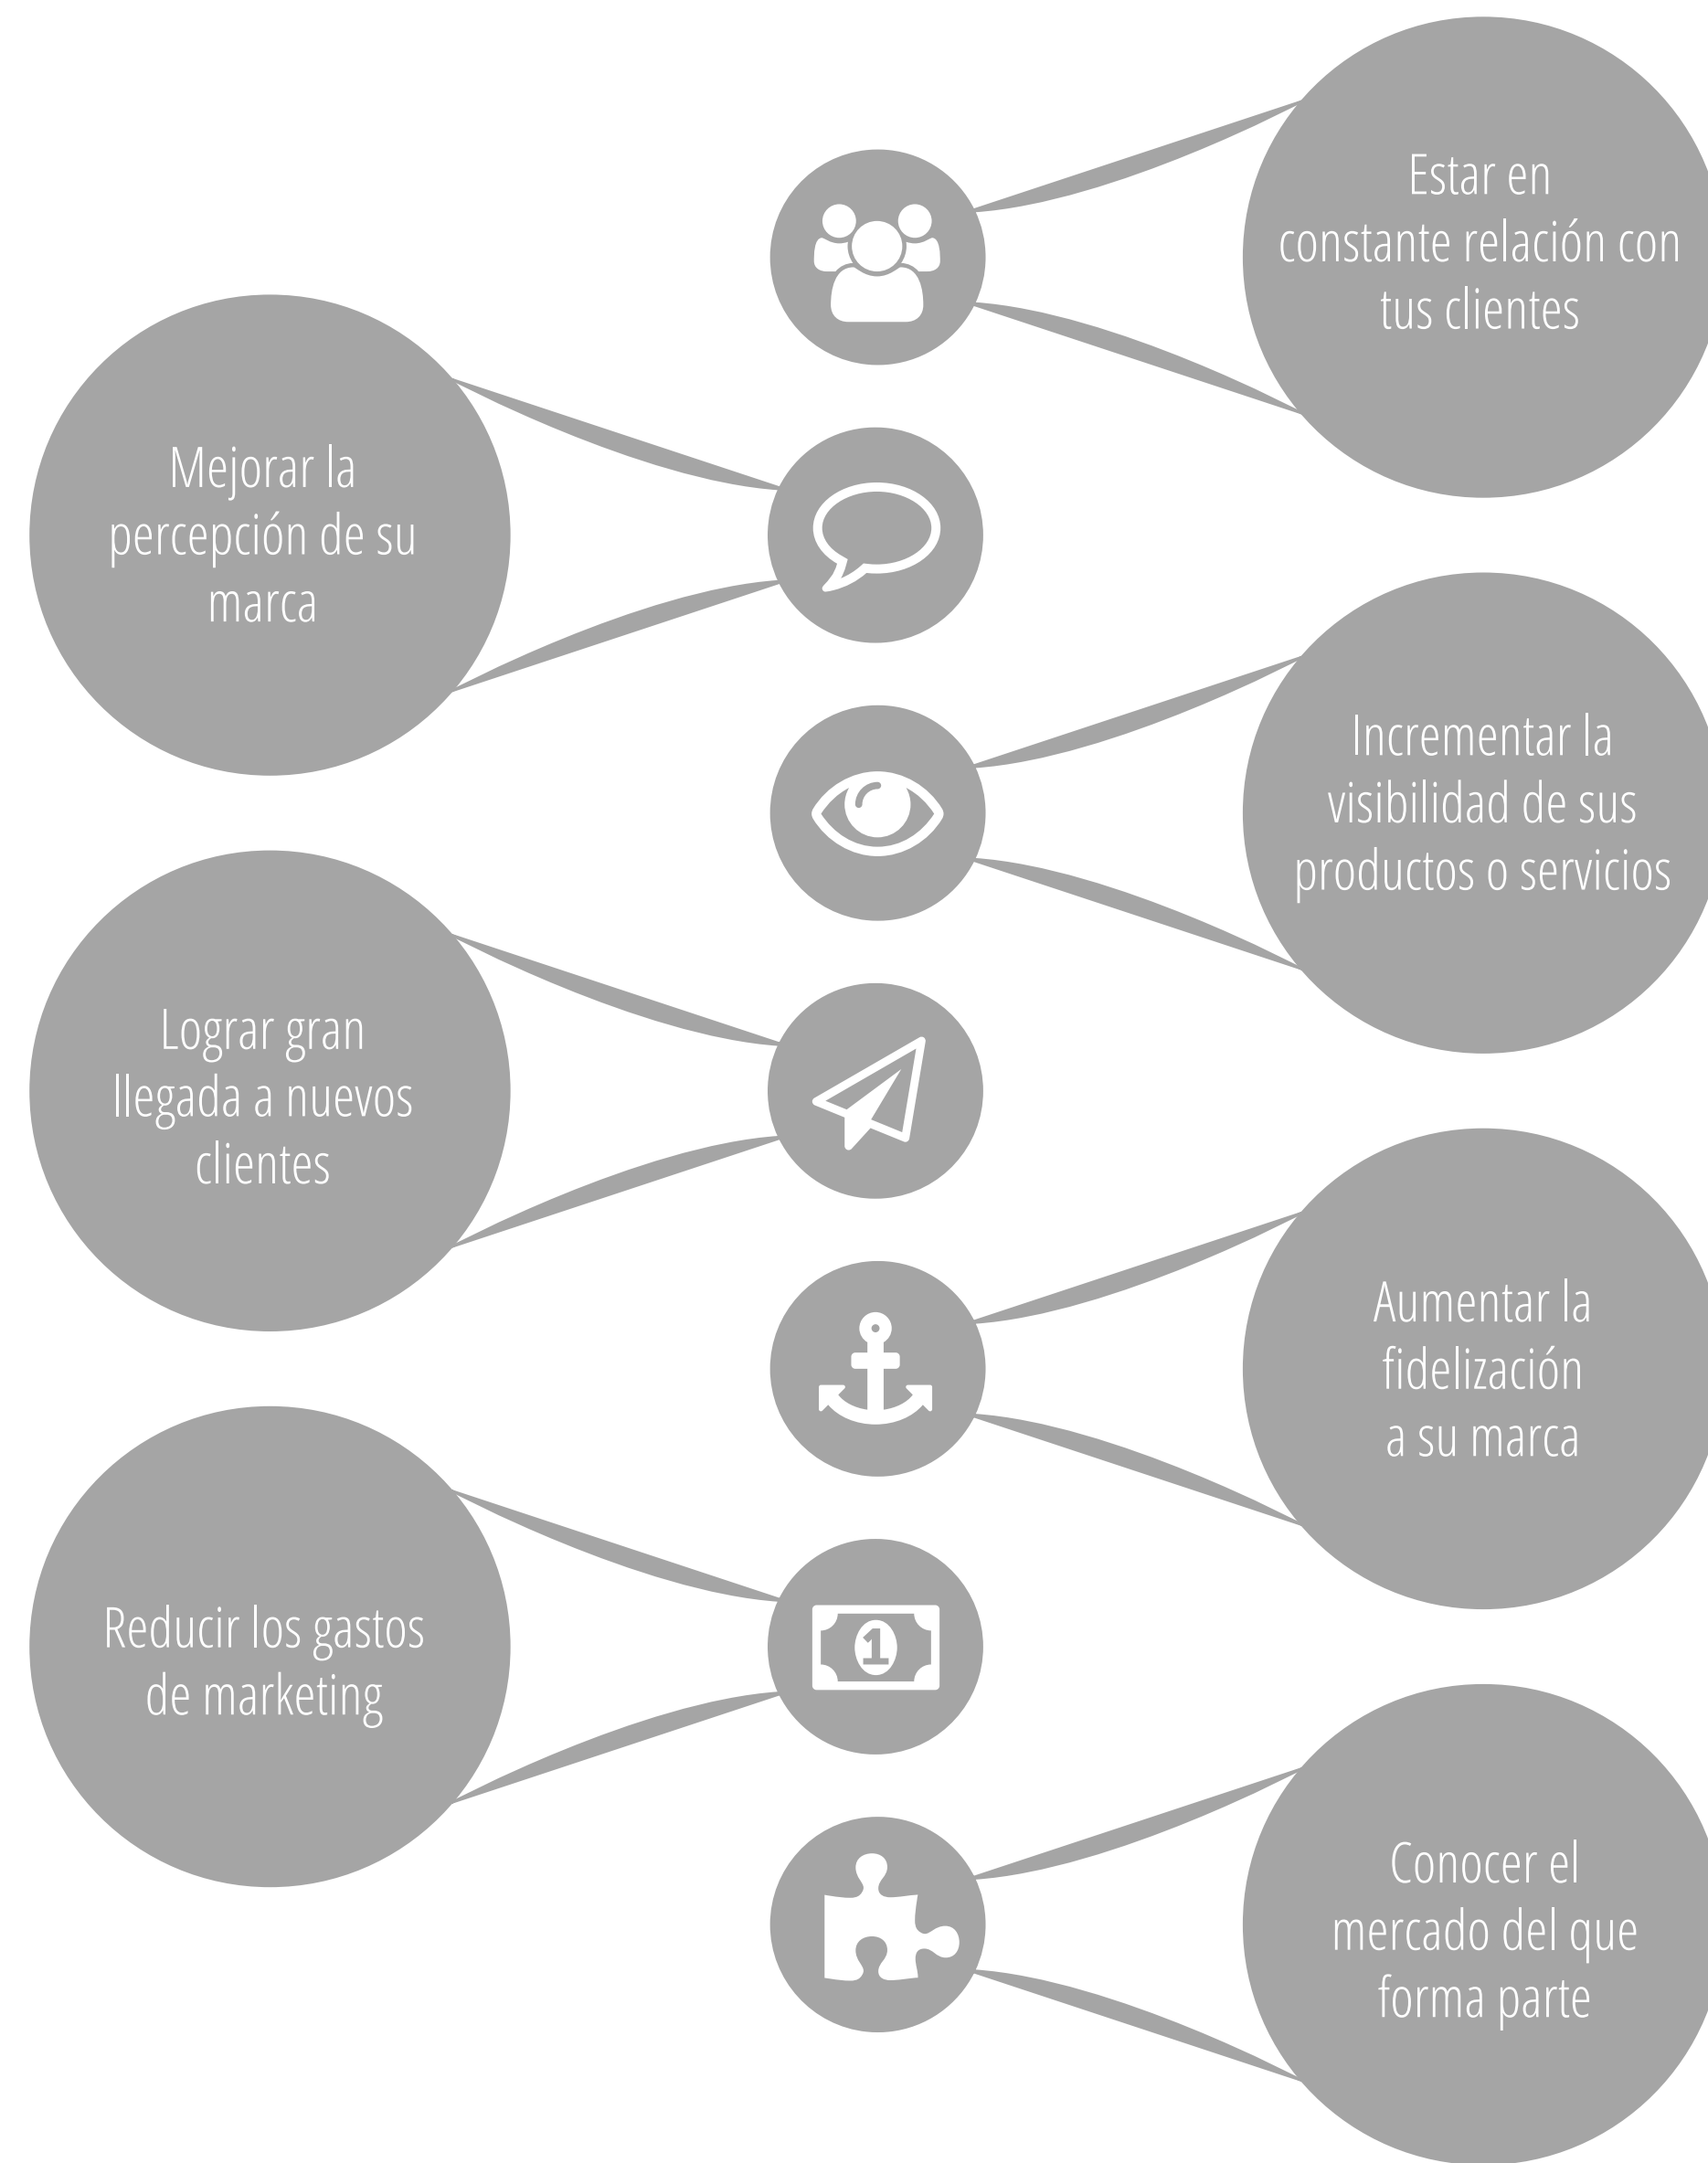 Estar en
constante relación con
tus clientes
Mejorar la
percepción de su
marca
Incrementar la
visibilidad de sus
productos o servicios
Lograr gran
llegada a nuevos
clientes
Aumentar la
fidelización
a su marca
Reducir los gastos
de marketing
1
Conocer el
mercado del que
forma parte